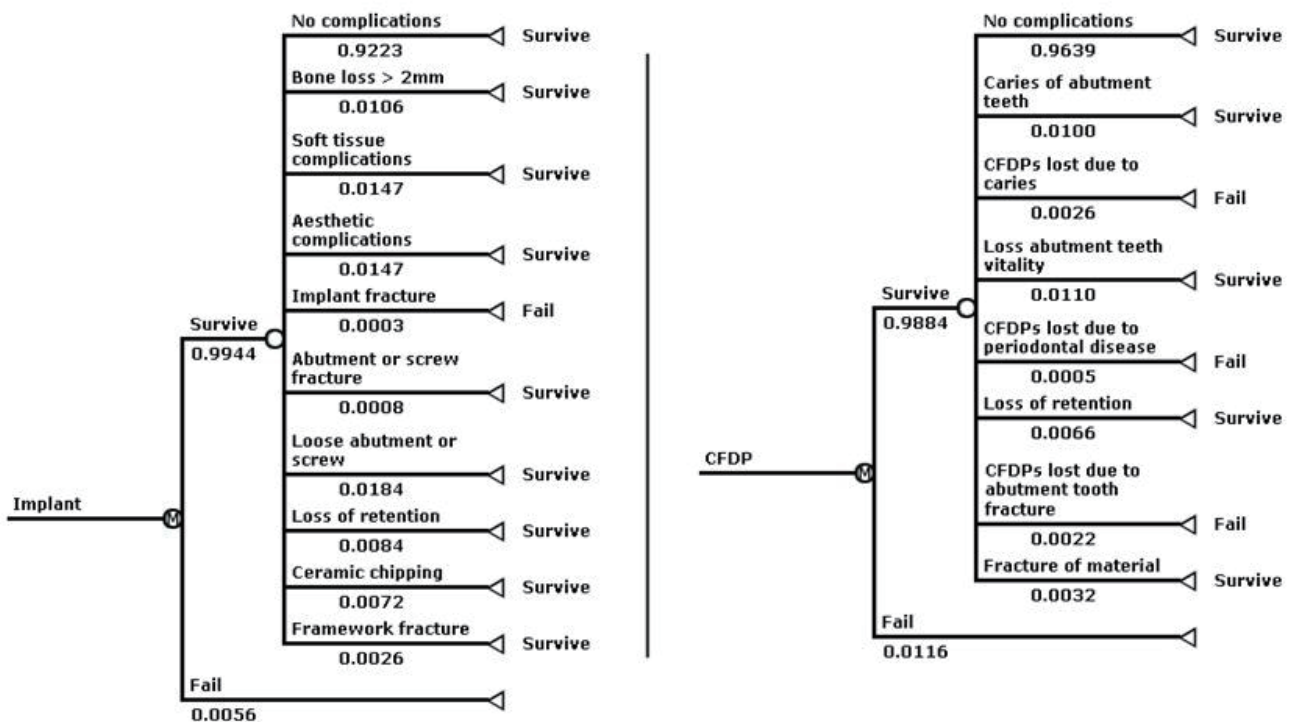 No complications
0.9223
Survive
Bone loss > 2mm
0.0106
Survive
Soft tissue
complications
0.0147
Survive
Aesthetic
complications
0.0147
Survive
Implant fracture
0.0003
Fail
Survive
0.9944
Abutment or screw
fracture
0.0008
Survive
Loose abutment or
screw
0.0184
Survive
Implant
M
Loss of retention
0.0084
Survive
Ceramic chipping
0.0072
Survive
Framework fracture
0.0026
Survive
Fail
0.0056
No complications
0.9639
Survive
Caries of abutment
teeth
0.0100
Survive
CFDPs lost due to
caries
0.0026
Fail
Loss abutment teeth
vitality
0.0110
Survive
Survive
0.9884
CFDPs lost due to
periodontal disease
0.0005
Fail
Loss of retention
0.0066
Survive
CFDP
M
CFDPs lost due to
abutment tooth
fracture
0.0022
Fail
Fracture of material
0.0032
Survive
Fail
0.0116